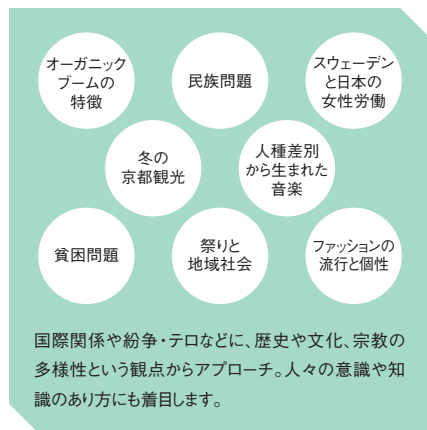 オーガニック
ブームの
特徴
民族問題
スウェーデン
と日本の
女性労働
冬の
京都観光
人種差別
から生まれた
音楽
貧困問題
祭りと
地域社会
ファッションの
流行と個性
国際関係や紛争・テロなどに、歴史や文化、宗教の
多様性という観点からアプローチ。人々の意識や知
識のあり方にも着目します。